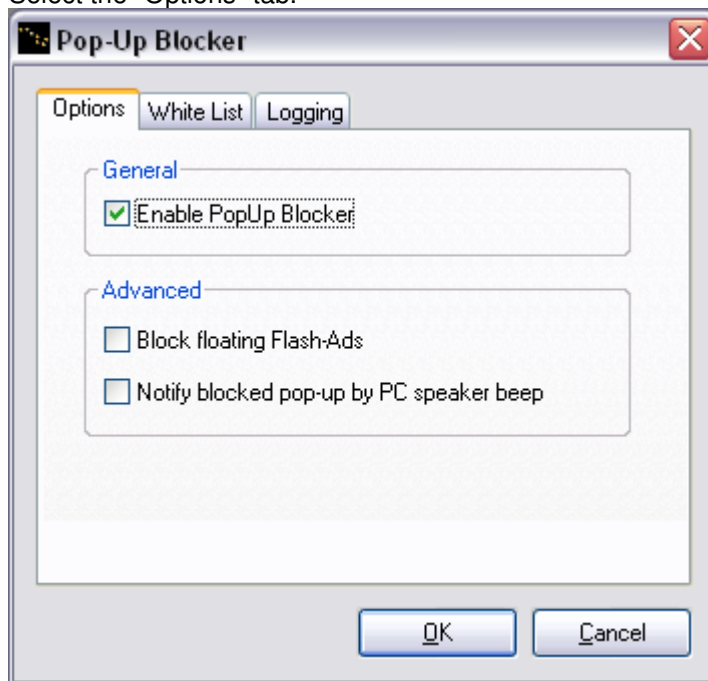 Select the "Options" tab.
Pop-Up Blocker
Options White List Logging
General
Enable PopUp Blocker
Advanced
Block floating Flash-Ads
Notify blocked pop-up by PC speaker beep
OK Cancel